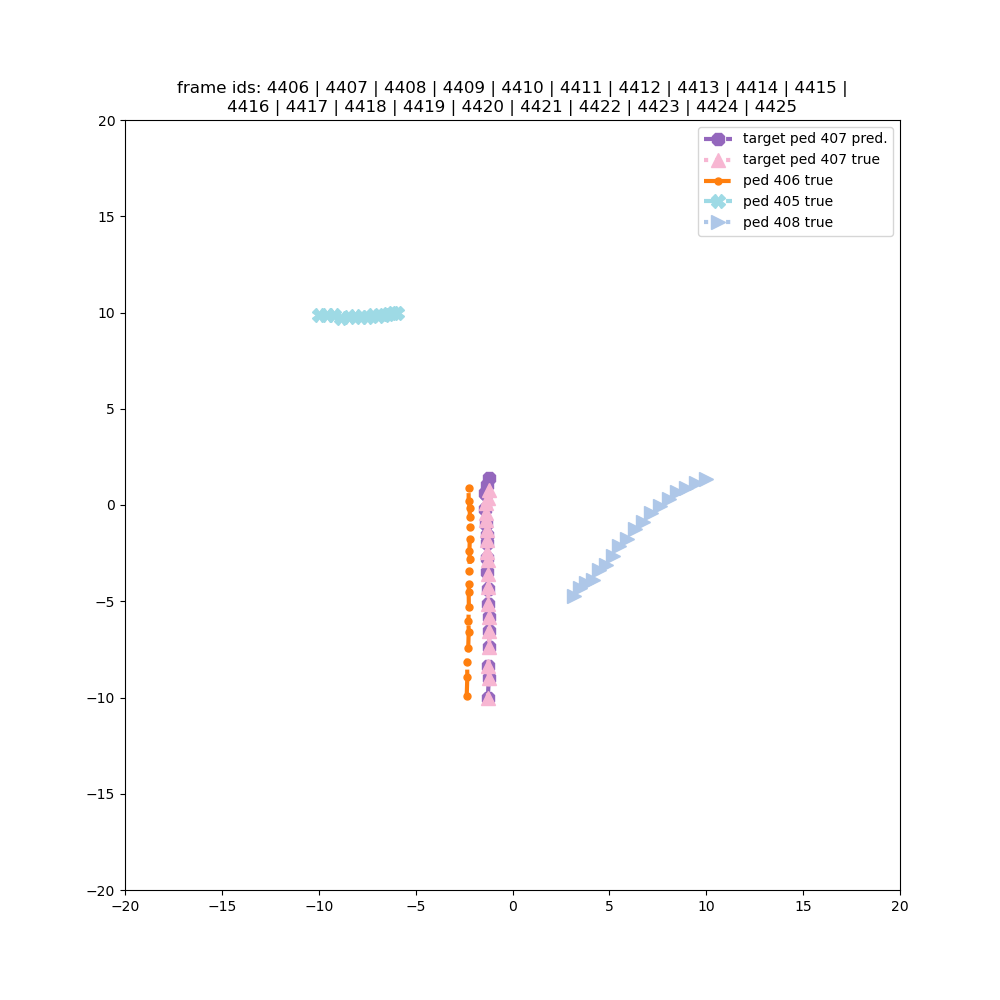 frame ids: 4406 | 4407 | 4408 | 4409 | 4410 | 4411 | 4412 | 4413 | 4414 | 4415 |
4416 | 4417 | 4418 | 4419 | 4420 | 4421 | 4422 | 4423 | 4424 | 4425
target ped 407 pred.
target ped 407 true
ped 406 true
ped 405 true
ped 408 true
20
15
10
5
0
−5
−10
−15
−20
−20 −15 −10 −5 0 5 10 15 20